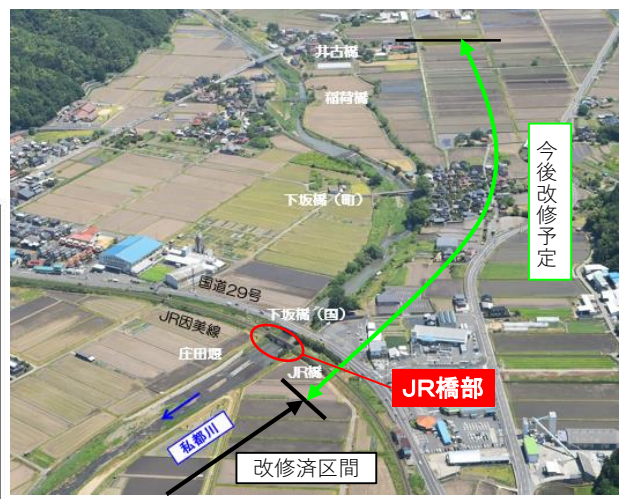 井古橋
稲荷橋
今後改修予定
下坂橋（町）
国道29号
下坂橋（国）
JR因美線
庄田堰
JR橋
JR橋部
私都川
改修済区間